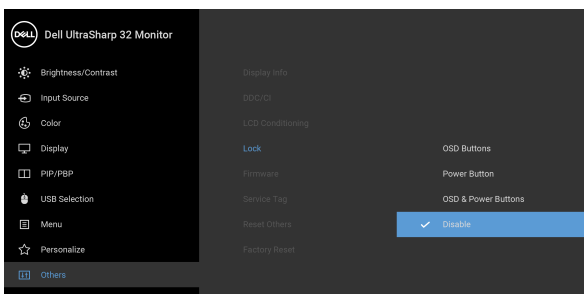 DELL Dell UltraSharp 32 Monitor
Brightness/Contrast
Input Source
Color
Display
PIP/PBP
USB Selection
Menu
Personalize
Others
Display Info
DDC/CI
LCD Conditioning
Lock
Firmware
Service Tag
Reset Others
Factory Reset
OSD Buttons
Power Button
OSD & Power Buttons
Disable